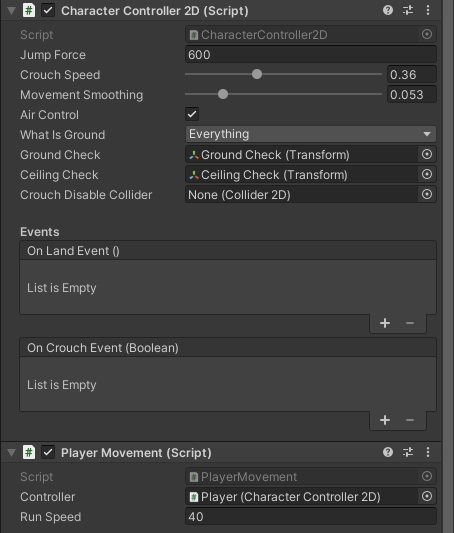 Character Controller 2D (Script)
Script CharacterController2D
Jump Force 600
Crouch Speed 0.36
Movement Smoothing 0.053
Air Control
What Is Ground Everything
Ground Check Ground Check (Transform)
Ceiling Check Ceiling Check (Transform)
Crouch Disable Collider None (Collider 2D)
Events
On Land Event ()
List is Empty
+ −
On Crouch Event (Boolean)
List is Empty
+ −
Player Movement (Script)
Script PlayerMovement
Controller Player (Character Controller 2D)
Run Speed 40